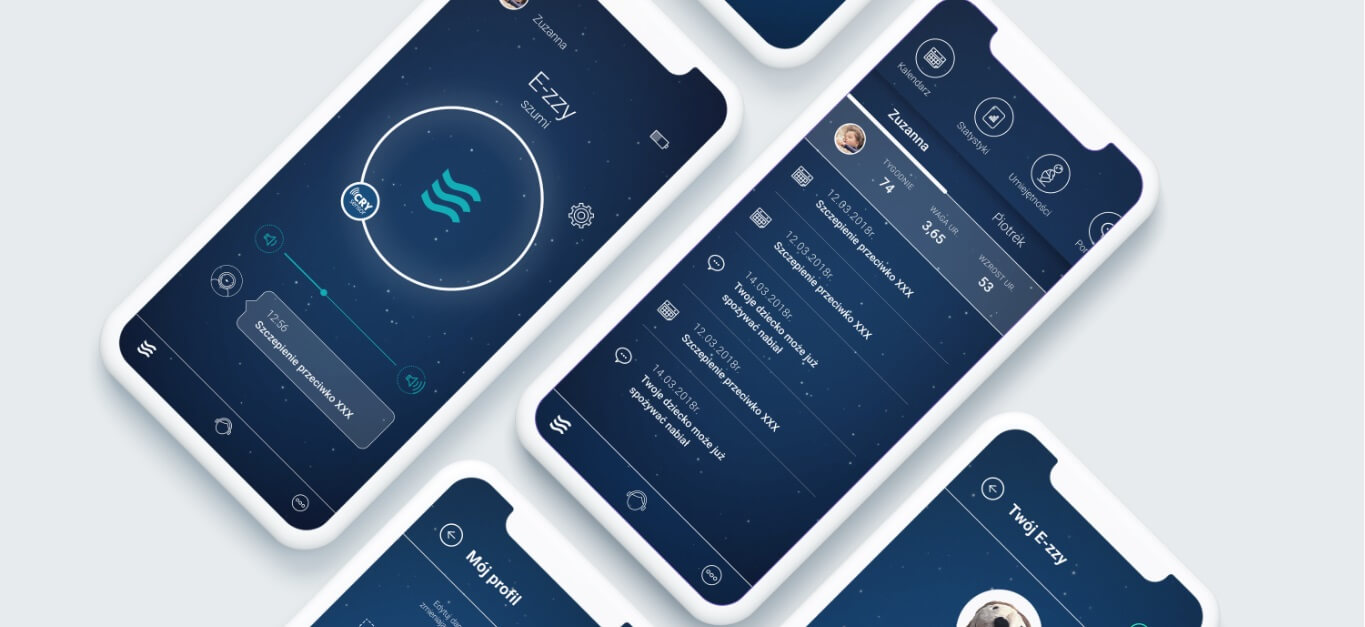 Zuzanna
E-zzy
szumi
CRY
sensor
12:56
Szczepienie przeciwko XXX
Kalendarz
Statystyki
Umiejętności
Zuzanna
Piotrek
TYGODNIE
74
WAGA UR.
3,65
WZROST UR.
53
12.03.2018r.
Szczepienie przeciwko XXX
12.03.2018r.
Szczepienie przeciwko XXX
14.03.2018r.
Twoje dziecko może już
spożywać nabiał
12.03.2018r.
Szczepienie przeciwko XXX
14.03.2018r.
Twoje dziecko może już
spożywać nabiał
Mój profil
Edytuj
Twój E-zzy